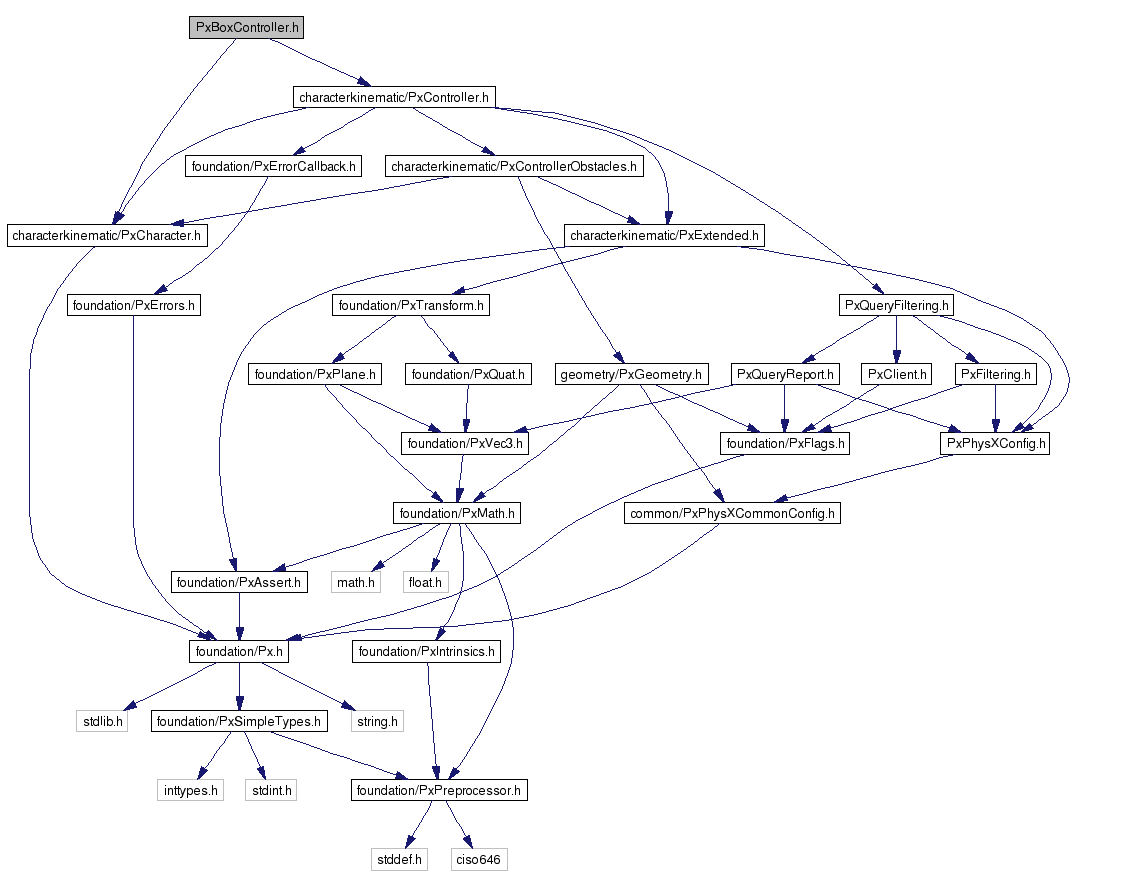 PxBoxController.h
characterkinematic/PxController.h
foundation/PxErrorCallback.h
characterkinematic/PxControllerObstacles.h
characterkinematic/PxCharacter.h
characterkinematic/PxExtended.h
foundation/PxErrors.h
foundation/PxTransform.h
PxQueryFiltering.h
foundation/PxPlane.h
foundation/PxQuat.h
geometry/PxGeometry.h
PxQueryReport.h
PxClient.h
PxFiltering.h
foundation/PxVec3.h
foundation/PxFlags.h
PxPhysXConfig.h
foundation/PxMath.h
common/PxPhysXCommonConfig.h
foundation/PxAssert.h
math.h
float.h
foundation/Px.h
foundation/PxIntrinsics.h
stdlib.h
foundation/PxSimpleTypes.h
string.h
inttypes.h
stdint.h
foundation/PxPreprocessor.h
stddef.h
ciso646